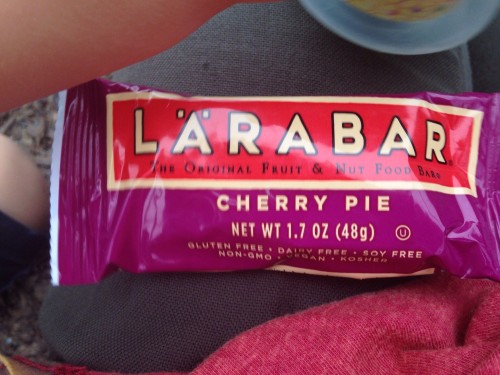 LÄRABAR
The Original Fruit & Nut Food Bars
CHERRY PIE
NET WT 1.7 OZ (48g) U
GLUTEN FREE • DAIRY FREE • SOY FREE
NON-GMO • VEGAN • KOSHER